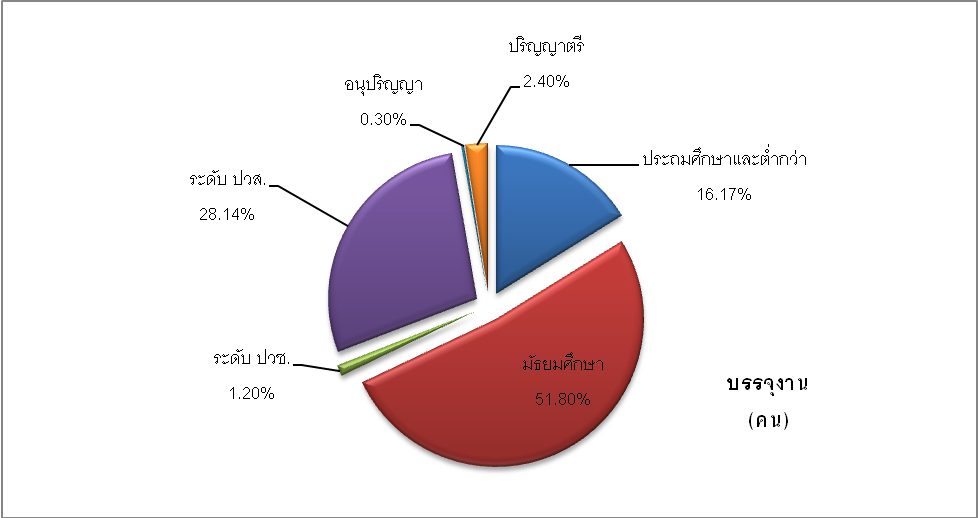 ปริญญาตรี
2.40%
อนุปริญญา
0.30%
ประถมศึกษาและต่ำกว่า
16.17%
ระดับ ปวส.
28.14%
ระดับ ปวช.
1.20%
มัธยมศึกษา
51.80%
บรรจุงาน
(คน)